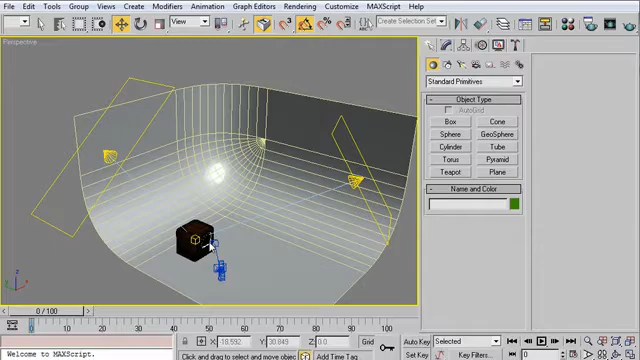 File Edit Tools Group Views Create Modifiers Animation Graph Editors Rendering Customize MAXScript Help
View Create Selection Set
Perspective
Standard Primitives
- Object Type
AutoGrid
Box Cone
Sphere GeoSphere
Cylinder Tube
Torus Pyramid
Teapot Plane
- Name and Color
z
x
0 / 100
0 10 20 30 40 50 60 70 80 90 100
X: -18.592 Y: 30.849 Z: 0.0 Grid Auto Key Selected
Welcome to MAXScript. Click and drag to select and move objec Add Time Tag Set Key Key Filters... 0